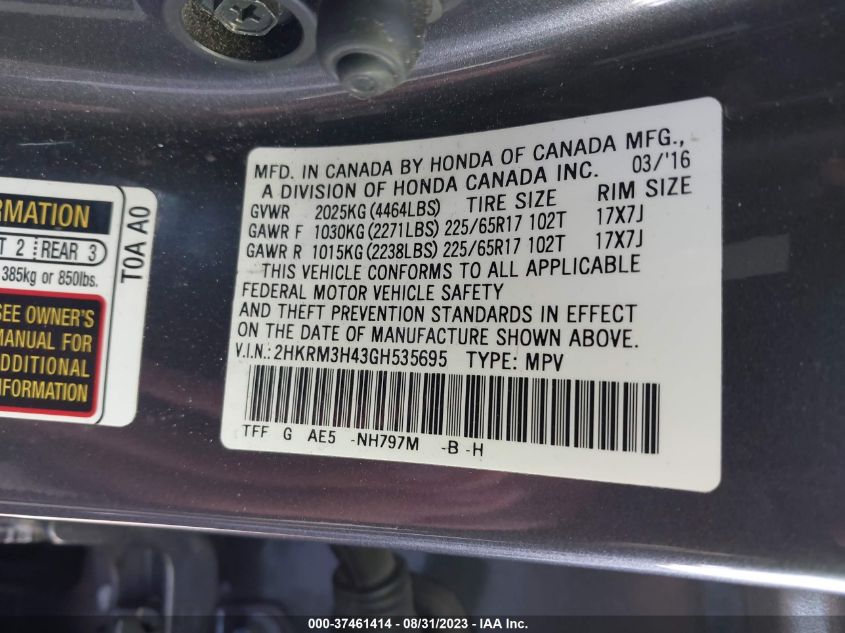 RMATION
T 2 REAR 3
385kg or 850lbs.
SEE OWNER'S
MANUAL FOR
ADDITIONAL
INFORMATION
T0A A0
MFD. IN CANADA BY HONDA OF CANADA MFG.,
A DIVISION OF HONDA CANADA INC. 03/'16
GVWR 2025KG (4464LBS) TIRE SIZE RIM SIZE
GAWR F 1030KG (2271LBS) 225/65R17 102T 17X7J
GAWR R 1015KG (2238LBS) 225/65R17 102T 17X7J
THIS VEHICLE CONFORMS TO ALL APPLICABLE
FEDERAL MOTOR VEHICLE SAFETY
AND THEFT PREVENTION STANDARDS IN EFFECT
ON THE DATE OF MANUFACTURE SHOWN ABOVE.
V.I.N.: 2HKRM3H43GH535695 TYPE: MPV
TFF G AE5 -NH797M -B -H
000-37461414 - 08/31/2023 - IAA Inc.